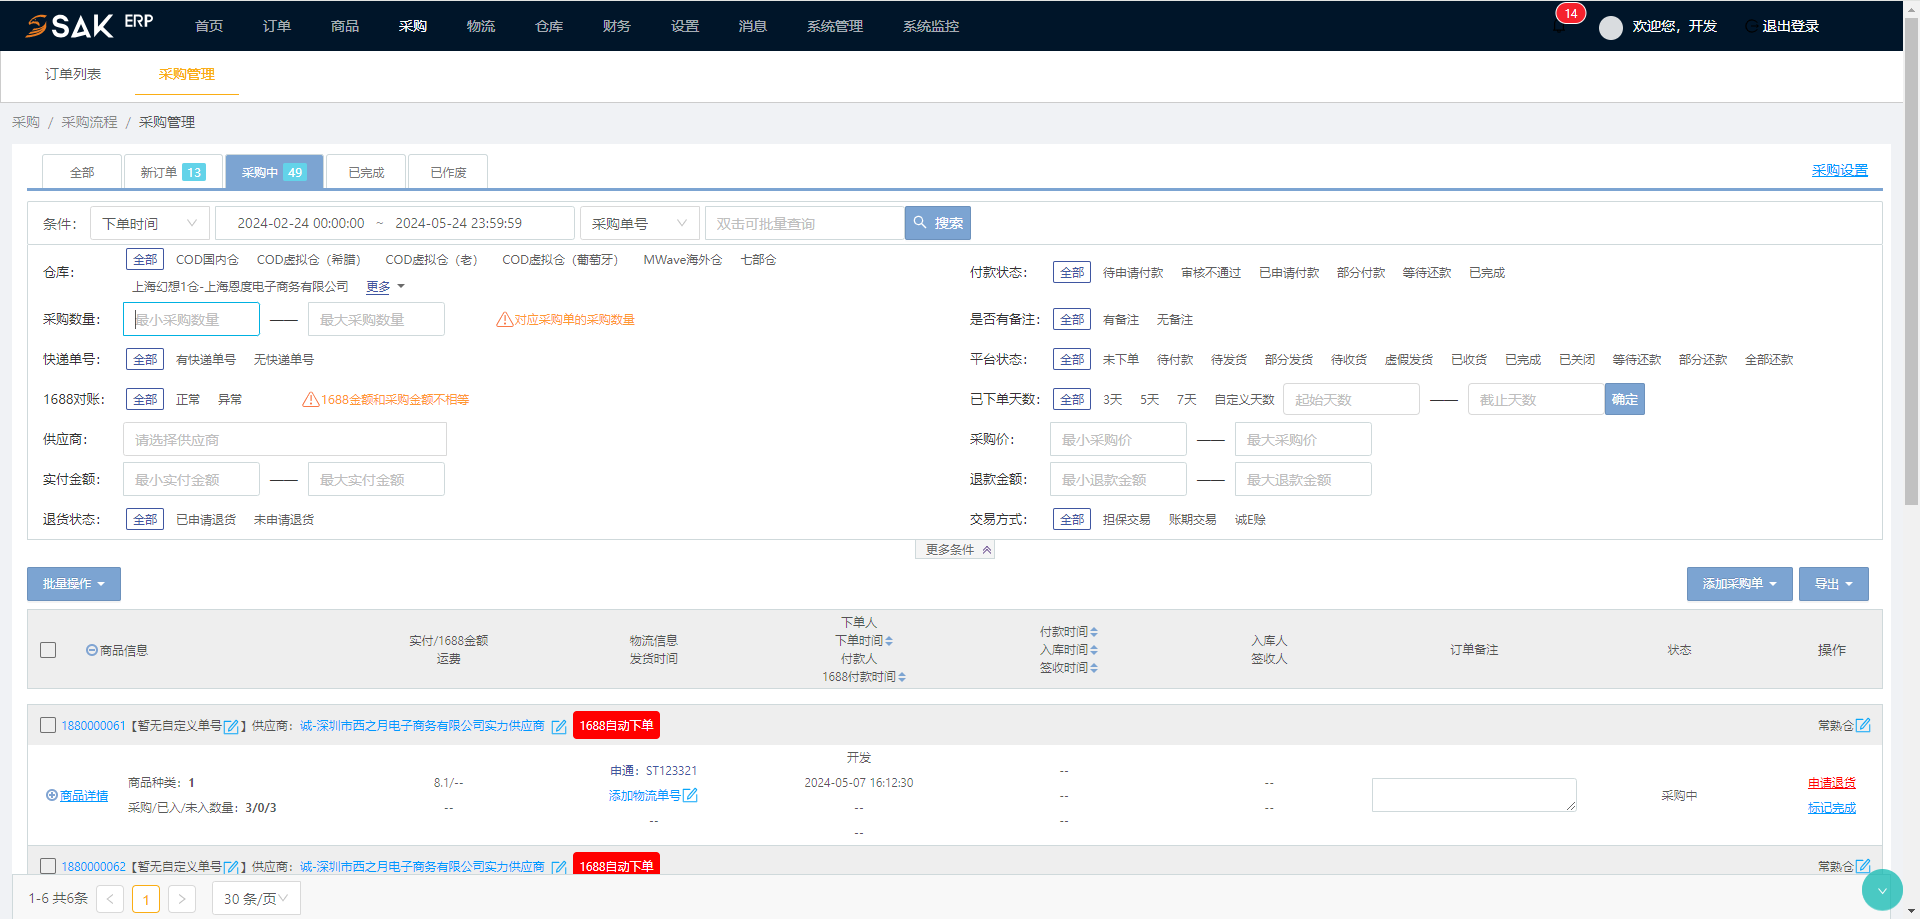 SAK ERP 首页 订单 商品 采购 物流 仓库 财务 设置 消息 系统管理 系统监控 14 欢迎您，开发 退出登录
订单列表 采购管理
采购 / 采购流程 / 采购管理
全部 新订单 13 采购中 49 已完成 已作废 采购设置
条件： 下单时间 2024-02-24 00:00:00 ~ 2024-05-24 23:59:59 采购单号 双击可批量查询 搜索
仓库： 全部 COD国内仓 COD虚拟仓（希腊） COD虚拟仓（老） COD虚拟仓（葡萄牙） MWave海外仓 七部仓
上海幻想1仓-上海恩度电子商务有限公司 更多
付款状态： 全部 待申请付款 审核不通过 已申请付款 部分付款 等待还款 已完成
采购数量： 最小采购数量 —— 最大采购数量 对应采购单的采购数量
是否有备注： 全部 有备注 无备注
快递单号： 全部 有快递单号 无快递单号
平台状态： 全部 未下单 待付款 待发货 部分发货 待收货 虚假发货 已收货 已完成 已关闭 等待还款 部分还款 全部还款
1688对账： 全部 正常 异常 1688金额和采购金额不相等
已下单天数： 全部 3天 5天 7天 自定义天数 起始天数 —— 截止天数 确定
供应商： 请选择供应商
采购价： 最小采购价 —— 最大采购价
实付金额： 最小实付金额 —— 最大实付金额
退款金额： 最小退款金额 —— 最大退款金额
退货状态： 全部 已申请退货 未申请退货
交易方式： 全部 担保交易 账期交易 诚E赊
更多条件
批量操作 添加采购单 导出
商品信息
实付/1688金额
运费
物流信息
发货时间
下单人
下单时间
付款人
1688付款时间
付款时间
入库时间
签收时间
入库人
签收人
订单备注
状态
操作
1880000061【暂无自定义单号】供应商：诚-深圳市西之月电子商务有限公司实力供应商 1688自动下单 常熟仓
商品详情
商品种类：1
采购/已入/未入数量：3/0/3
8.1/--
--
申通：ST123321
添加物流单号
--
开发
2024-05-07 16:12:30
--
--
--
--
--
--
--
采购中
申请退货
标记完成
1880000062【暂无自定义单号】供应商：诚-深圳市西之月电子商务有限公司实力供应商 1688自动下单 常熟仓
1-6 共6条 < 1 > 30 条/页